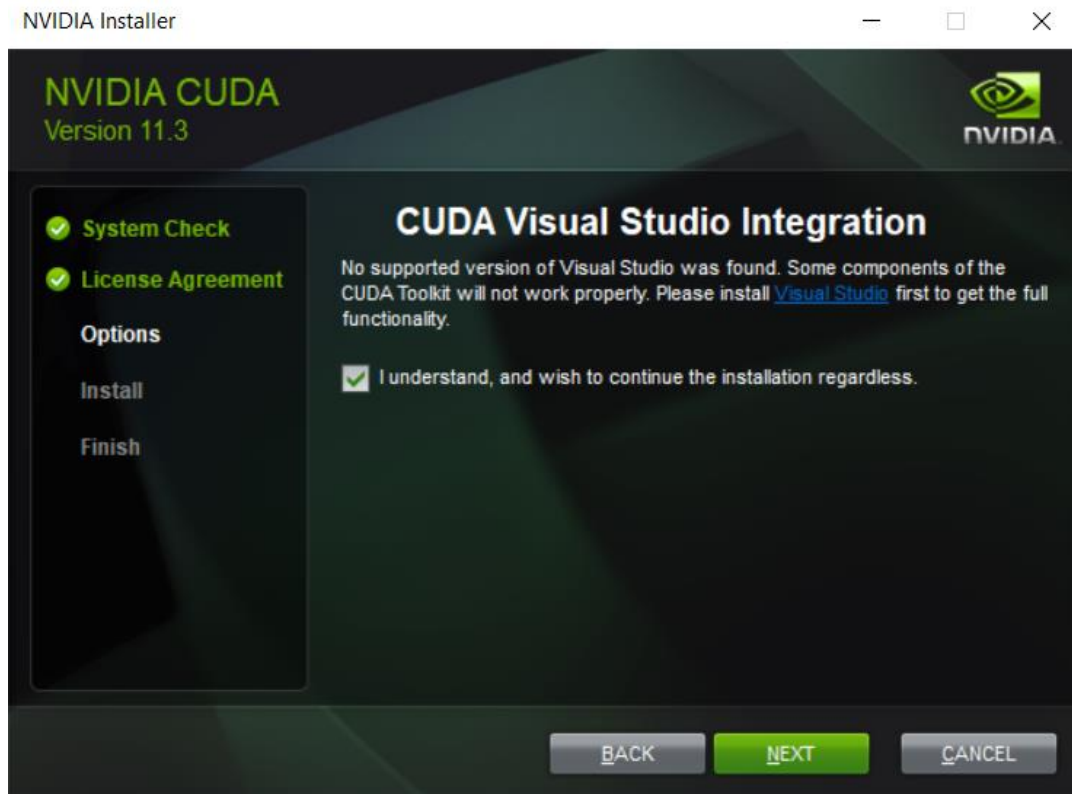 NVIDIA Installer
NVIDIA CUDA
Version 11.3
NVIDIA.
System Check
License Agreement
Options
Install
Finish
CUDA Visual Studio Integration
No supported version of Visual Studio was found. Some components of the
CUDA Toolkit will not work properly. Please install Visual Studio first to get the full
functionality.
I understand, and wish to continue the installation regardless.
BACK
NEXT
CANCEL